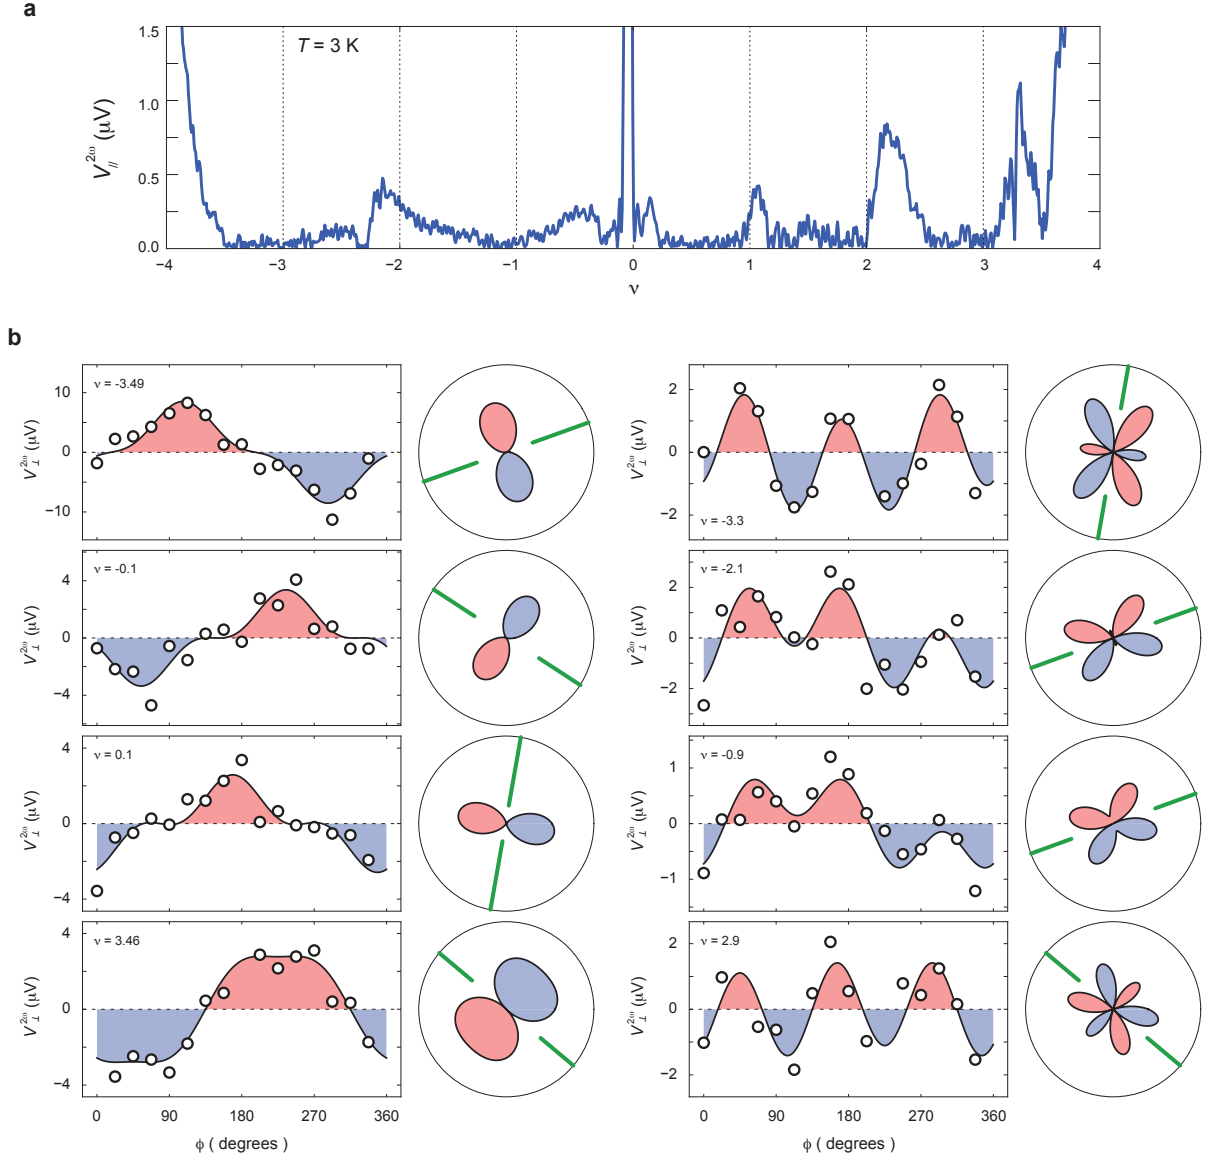 a
1.5
T = 3 K
1.0
V// 2ω (μV)
0.5
0.0
−4 −3 −2 −1 0 1 2 3 4
ν
b
ν = -3.49
10
0
−10
V⊥ 2ω (μV)
ν = -3.3
2
0
−2
V⊥ 2ω (μV)
ν = -0.1
4
0
−4
V⊥ 2ω (μV)
ν = -2.1
2
0
−2
V⊥ 2ω (μV)
ν = 0.1
4
0
−4
V⊥ 2ω (μV)
ν = -0.9
1
0
−1
V⊥ 2ω (μV)
ν = 3.46
4
0
−4
V⊥ 2ω (μV)
ν = 2.9
2
0
−2
V⊥ 2ω (μV)
0 90 180 270 360
ϕ ( degrees )
0 90 180 270 360
ϕ ( degrees )